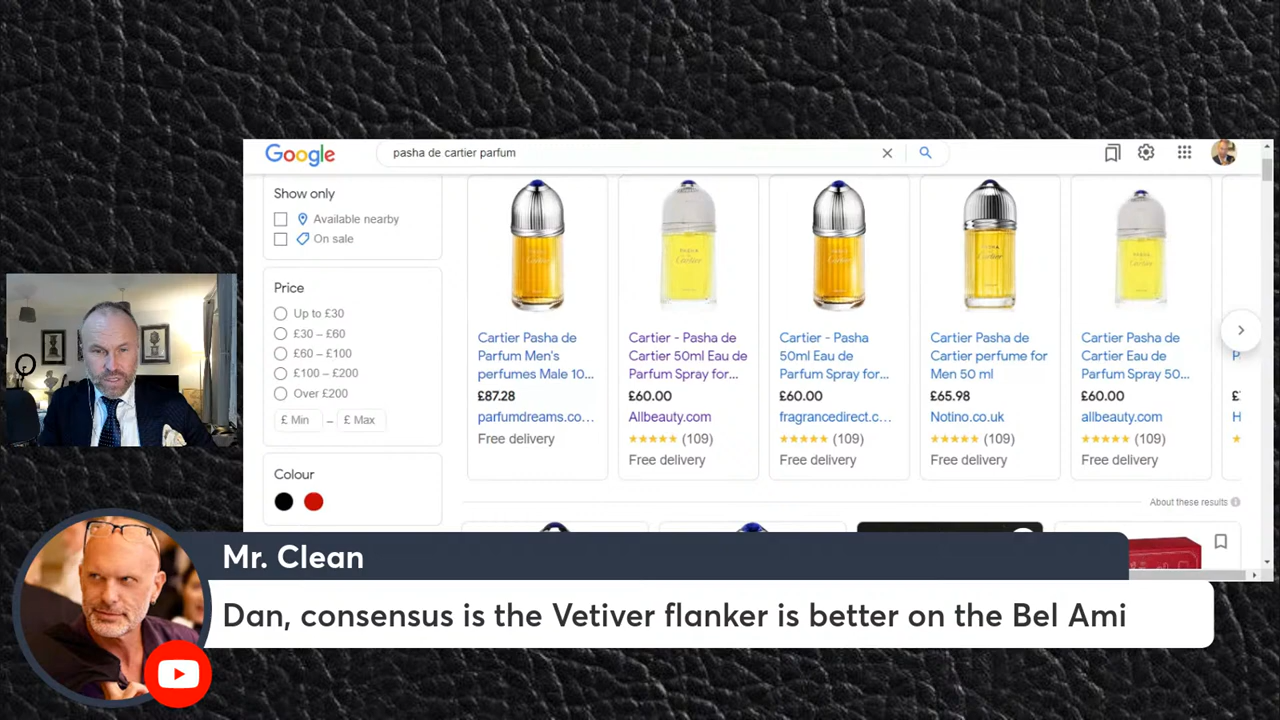 Google
pasha de cartier parfum
Show only
Available nearby
On sale
Price
Up to £30
£30 – £60
£60 – £100
£100 – £200
Over £200
£ Min – £ Max
Colour
Cartier Pasha de
Parfum Men's
perfumes Male 10...
£87.28
parfumdreams.co...
Free delivery
Cartier - Pasha de
Cartier 50ml Eau de
Parfum Spray for...
£60.00
Allbeauty.com
(109)
Free delivery
Cartier - Pasha
50ml Eau de
Parfum Spray for...
£60.00
fragrancedirect.c...
(109)
Free delivery
Cartier Pasha de
Cartier perfume for
Men 50 ml
£65.98
Notino.co.uk
(109)
Free delivery
Cartier Pasha de
Cartier Eau de
Parfum Spray 50...
£60.00
allbeauty.com
(109)
Free delivery
About these results
Mr. Clean
Dan, consensus is the Vetiver flanker is better on the Bel Ami